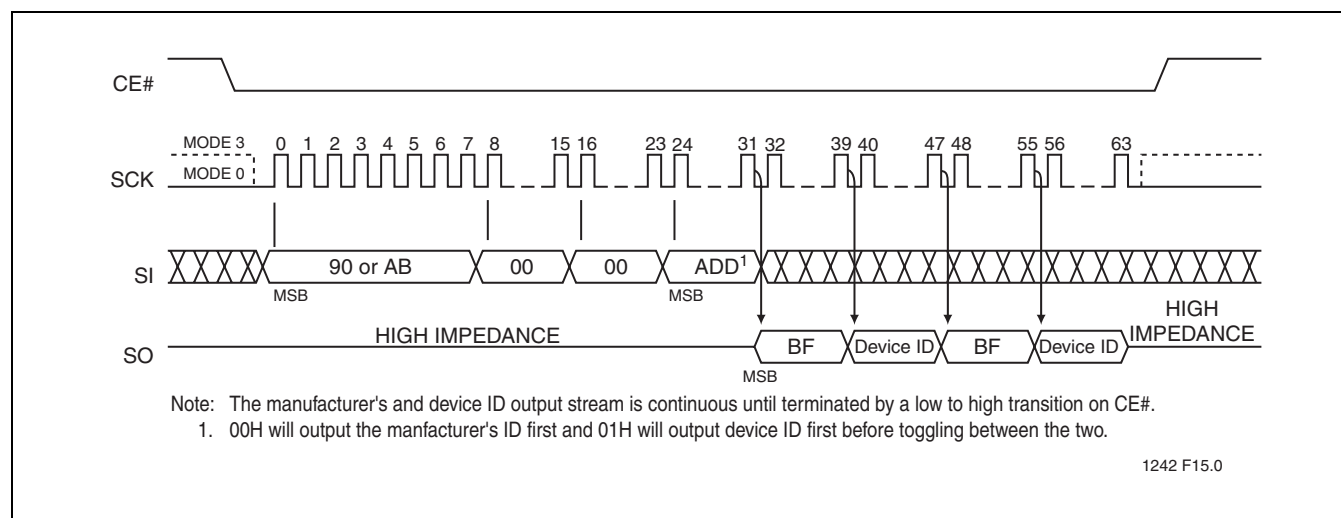 CE#
MODE 3
0 1 2 3 4 5 6 7 8 15 16 23 24 31 32 39 40 47 48 55 56 63
SCK
MODE 0
SI
90 or AB 00 00 ADD1
MSB MSB
HIGH IMPEDANCE
HIGH
IMPEDANCE
SO
BF Device ID BF Device ID
MSB
Note: The manufacturer's and device ID output stream is continuous until terminated by a low to high transition on CE#.
1. 00H will output the manfacturer's ID first and 01H will output device ID first before toggling between the two.
1242 F15.0